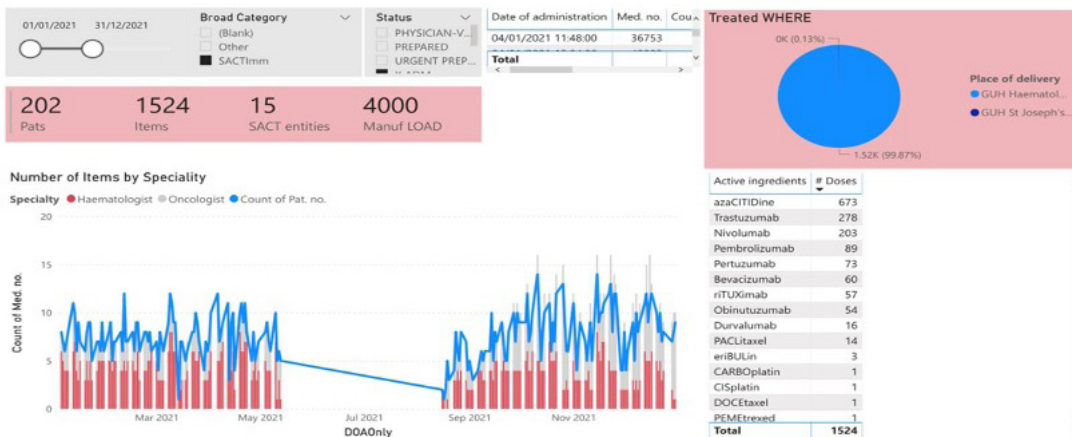 01/01/2021 31/12/2021
Broad Category
(Blank)
Other
SACTImm
Status
PHYSICIAN-V...
PREPARED
URGENT PREP...
Date of administration Med. no. Cou
04/01/2021 11:48:00 36753
Total
Treated WHERE
0K (0.13%)
1.52K (99.87%)
Place of delivery
GUH Haematol...
GUH St Joseph's...
202 1524 15 4000
Pats Items SACT entities Manuf LOAD
Number of Items by Speciality
Specialty Haematologist Oncologist Count of Pat. no.
Count of Med. no.
20
15
10
5
0
Mar 2021 May 2021 Jul 2021 Sep 2021 Nov 2021
DOAOnly
Active ingredients # Doses
azaCITIDine 673
Trastuzumab 278
Nivolumab 203
Pembrolizumab 89
Pertuzumab 73
Bevacizumab 60
riTUXimab 57
Obinutuzumab 54
Durvalumab 16
PACLitaxel 14
eriBULin 3
CARBOplatin 1
CISplatin 1
DOCEtaxel 1
PEMEtrexed 1
Total 1524